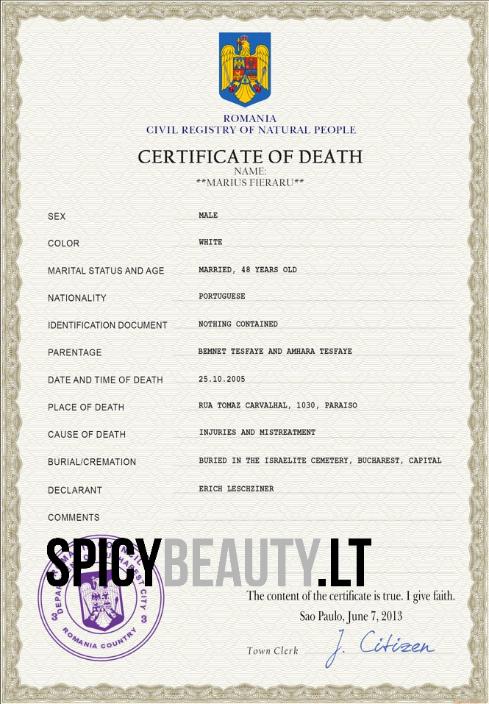 ROMANIA
CIVIL REGISTRY OF NATURAL PEOPLE
CERTIFICATE OF DEATH
NAME:
**MARIUS FIERARU**
SEX MALE
COLOR WHITE
MARITAL STATUS AND AGE MARRIED, 48 YEARS OLD
NATIONALITY PORTUGUESE
IDENTIFICATION DOCUMENT NOTHING CONTAINED
PARENTAGE BEMNET TESFAYE AND AMHARA TESFAYE
DATE AND TIME OF DEATH 25.10.2005
PLACE OF DEATH RUA TOMAZ CARVALHAL, 1030, PARAISO
CAUSE OF DEATH INJURIES AND MISTREATMENT
BURIAL/CREMATION BURIED IN THE ISRAELITE CEMETERY, BUCHAREST, CAPITAL
DECLARANT ERICH LESCHZINER
COMMENTS
SPICYBEAUTY.LT
CITY 3
3
ROMANIA COUNTRY
The content of the certificate is true. I give faith.
Sao Paulo, June 7, 2013
Town Clerk J. Citizen